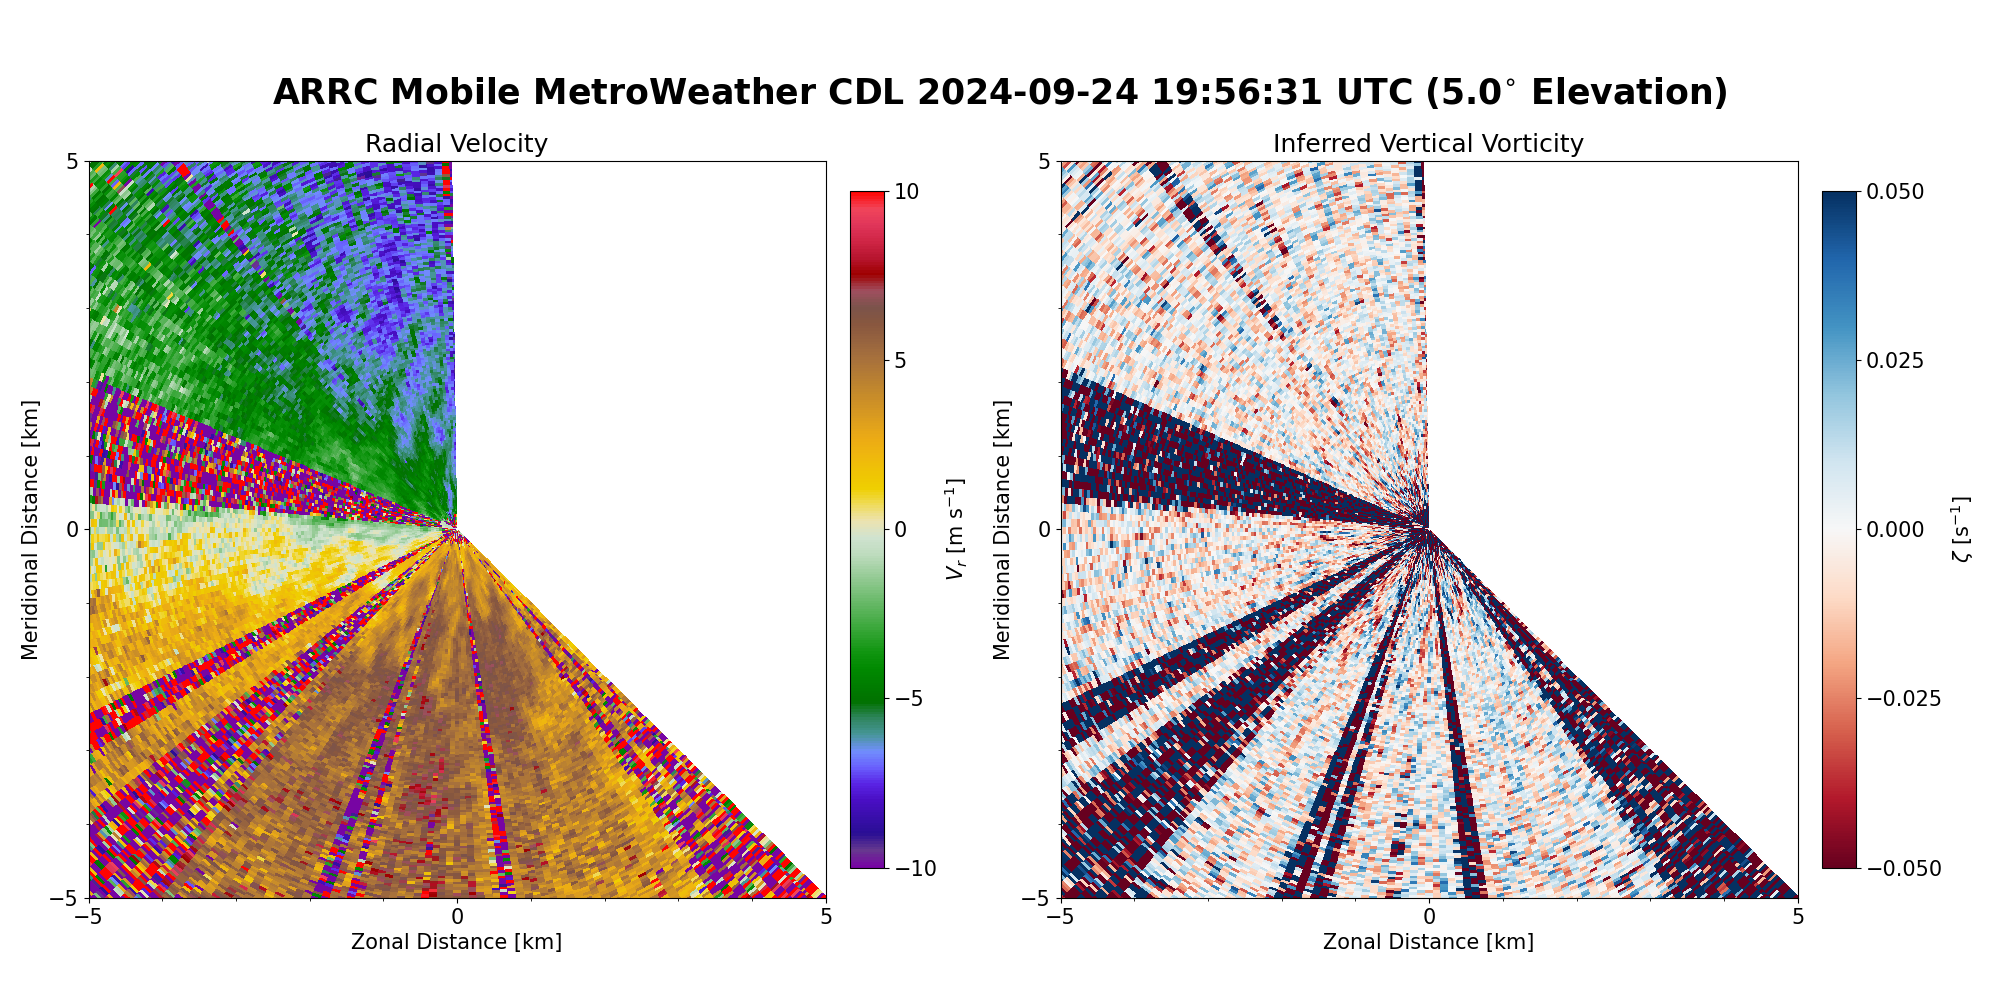 ARRC Mobile MetroWeather CDL 2024-09-24 19:56:31 UTC (5.0° Elevation)
Radial Velocity
5
0
−5
−5
0
5
Meridional Distance [km]
Zonal Distance [km]
10
5
0
−5
−10
V_r [m s⁻¹]
Inferred Vertical Vorticity
5
0
−5
−5
0
5
Meridional Distance [km]
Zonal Distance [km]
0.050
0.025
0.000
−0.025
−0.050
ζ [s⁻¹]